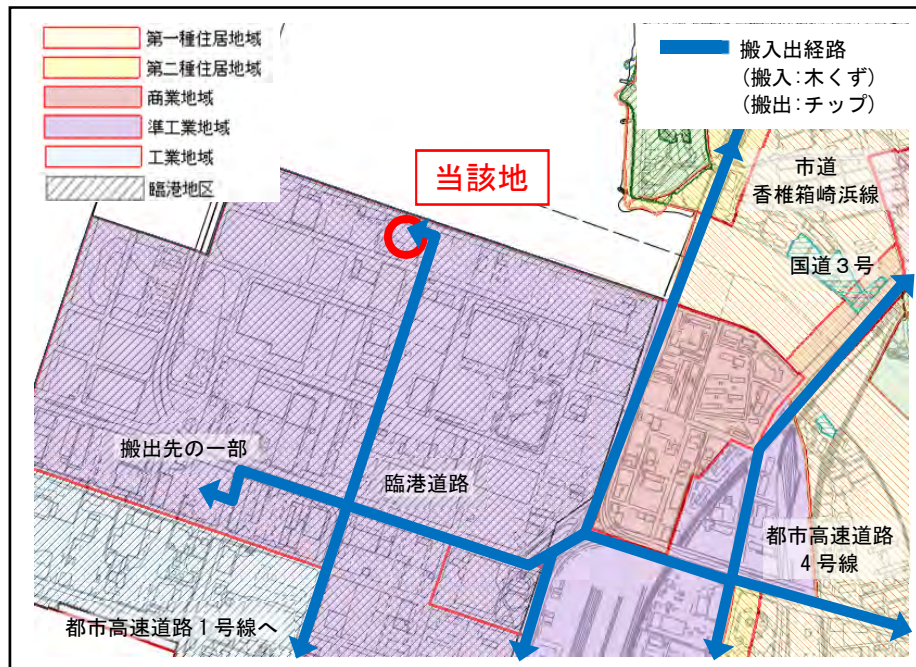 第一種住居地域
第二種住居地域
商業地域
準工業地域
工業地域
臨港地区
搬入出経路
(搬入:木くず)
(搬出:チップ)
当該地
市道
香椎箱崎浜線
国道3号
搬出先の一部
臨港道路
都市高速道路
4号線
都市高速道路1号線へ